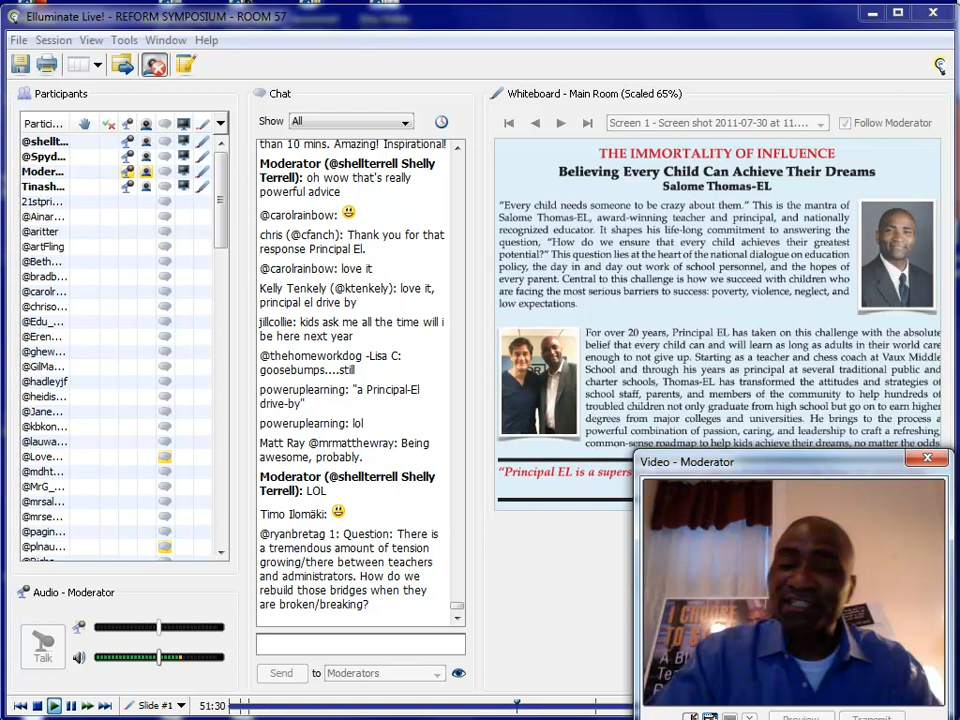 Elluminate Live! - REFORM SYMPOSIUM - ROOM 57
File Session View Tools Window Help
Participants
Partici...
@shellt...
@Spyd...
Moder...
Tinash...
21stpri...
@Ainar...
@aritter
@artFling
@Beth...
@bradb...
@carolr...
@chriso...
@Edu_...
@Eren...
@ghew...
@GilMa...
@hadleyjf
@heidis...
@Jane...
@kbkon...
@lauwa...
@Love...
@mdht...
@MrG_...
@mrsal...
@mrse...
@pagin...
@plnau...
Audio - Moderator
Talk
Chat
Show All
than 10 mins. Amazing! Inspirational!
Moderator (@shellterrell Shelly
Terrell): oh wow that's really
powerful advice
@carolrainbow:
chris (@cfanch): Thank you for that
response Principal El.
@carolrainbow: love it
Kelly Tenkely (@ktenkely): love it,
principal el drive by
jillcollie: kids ask me all the time will i
be here next year
@thehomeworkdog -Lisa C:
goosebumps....still
poweruplearning: "a Principal-El
drive-by"
poweruplearning: lol
Matt Ray @mrmatthewray: Being
awesome, probably.
Moderator (@shellterrell Shelly
Terrell): LOL
Timo Ilomäki:
@ryanbretag 1: Question: There is
a tremendous amount of tension
growing/there between teachers
and administrators. How do we
rebuild those bridges when they
are broken/breaking?
Send to Moderators
Whiteboard - Main Room (Scaled 65%)
Screen 1 - Screen shot 2011-07-30 at 11....
Follow Moderator
THE IMMORTALITY OF INFLUENCE
Believing Every Child Can Achieve Their Dreams
Salome Thomas-EL
“Every child needs someone to be crazy about them.” This is the mantra of
Salome Thomas-EL, award-winning teacher and principal, and nationally
recognized educator. It shapes his life-long commitment to answering the
question, “How do we ensure that every child achieves their greatest
potential?” This question lies at the heart of the national dialogue on education
policy, the day in and day out work of school personnel, and the hopes of
every parent. Central to this challenge is how we succeed with children who
are facing the most serious barriers to success: poverty, violence, neglect, and
low expectations.
For over 20 years, Principal EL has taken on this challenge with the absolute
belief that every child can and will learn as long as adults in their world care
enough to not give up. Starting as a teacher and chess coach at Vaux Middle
School and through his years as principal at several traditional public and
charter schools, Thomas-EL has transformed the attitudes and strategies of
school staff, parents, and members of the community to help hundreds of
troubled children not only graduate from high school but go on to earn higher
degrees from major colleges and universities. He brings to the process a
powerful combination of passion, caring, and leadership to craft a refreshing,
common-sense roadmap to help kids achieve their dreams, no matter the odds
“Principal EL is a supers
Video - Moderator
I CHOOSE
Preview
Transmit
Slide #1
51:30